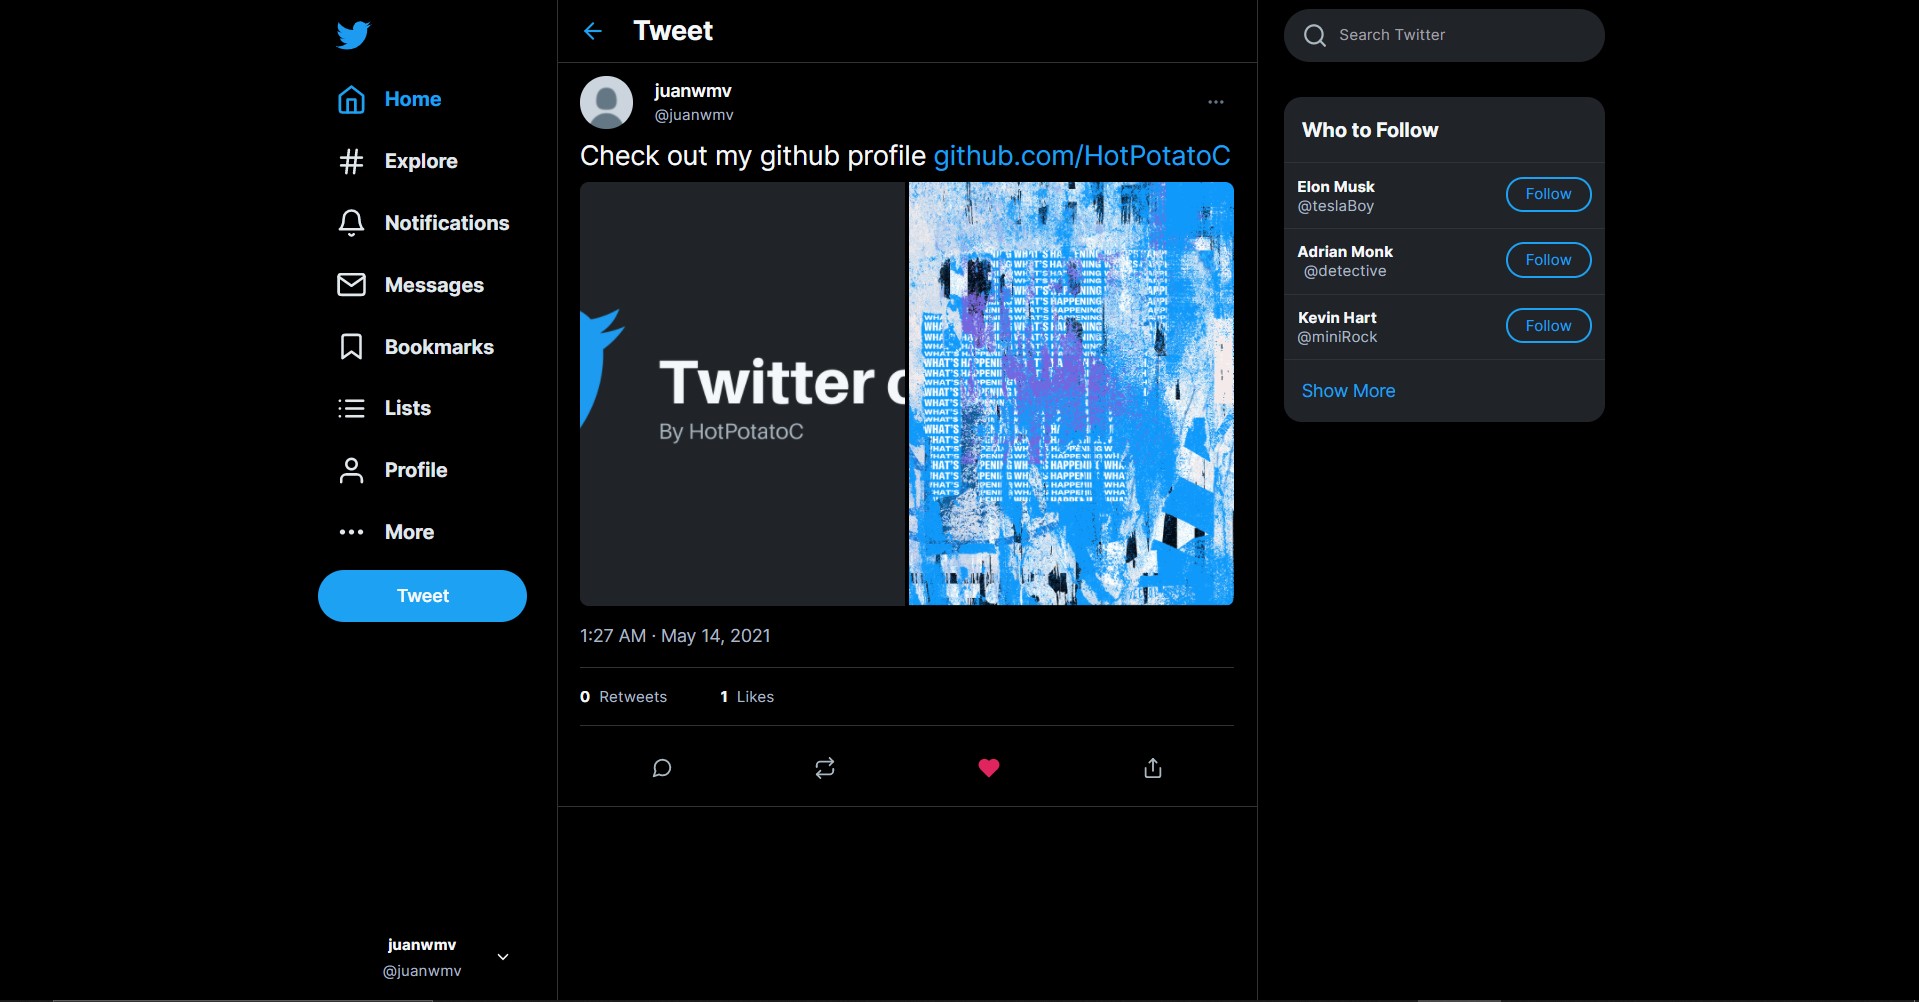 Home
Explore
Notifications
Messages
Bookmarks
Lists
Profile
More
Tweet
juanwmv
@juanwmv
Tweet
juanwmv
@juanwmv
Check out my github profile github.com/HotPotatoC
Twitter c
By HotPotatoC
WHAT'S HAPPENING
1:27 AM · May 14, 2021
0 Retweets 1 Likes
Search Twitter
Who to Follow
Elon Musk
@teslaBoy
Follow
Adrian Monk
@detective
Follow
Kevin Hart
@miniRock
Follow
Show More